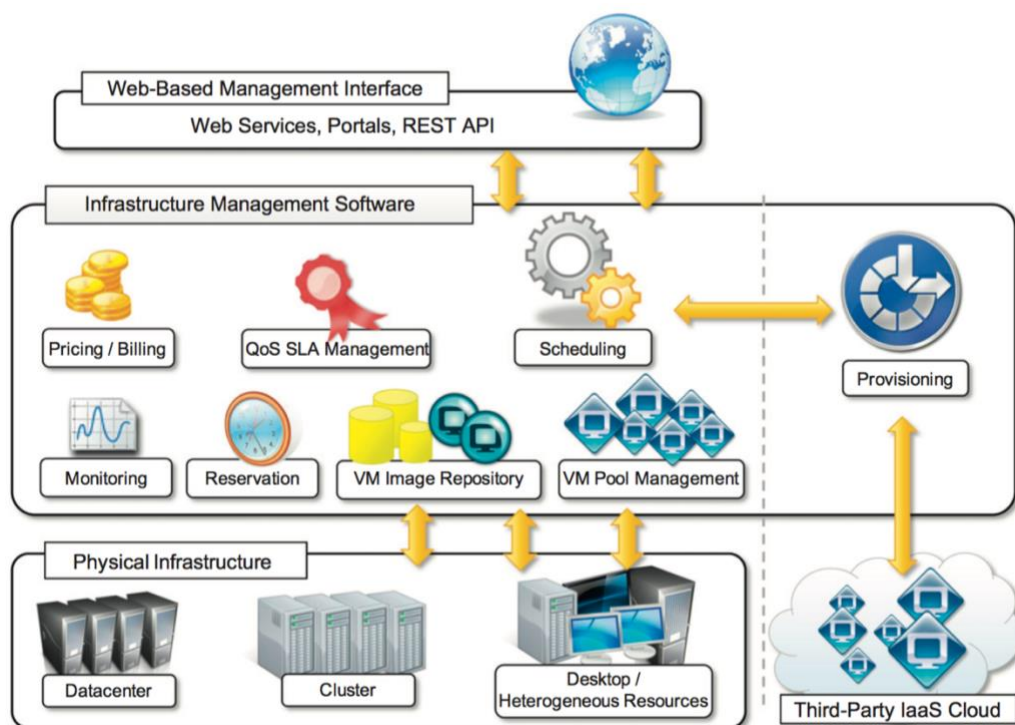 Web-Based Management Interface
Web Services, Portals, REST API
Infrastructure Management Software
Pricing / Billing
QoS SLA Management
Scheduling
Provisioning
Monitoring
Reservation
VM Image Repository
VM Pool Management
Physical Infrastructure
Datacenter
Cluster
Desktop /
Heterogeneous Resources
Third-Party IaaS Cloud